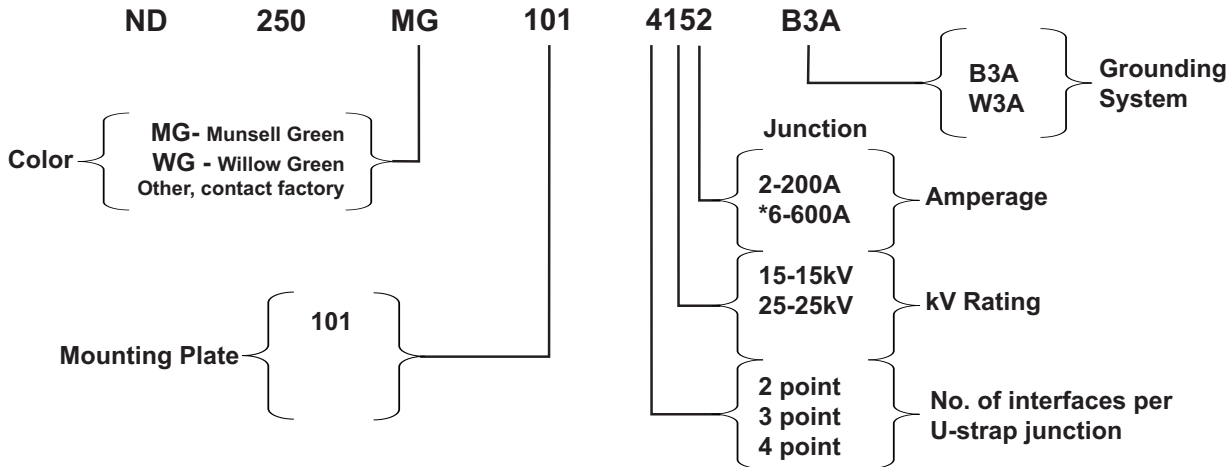 ND 250 MG 101 4152 B3A
B3A
W3A
Grounding
System
Junction
Color
MG- Munsell Green
WG - Willow Green
Other, contact factory
2-200A
*6-600A
Amperage
15-15kV
25-25kV
kV Rating
Mounting Plate
101
2 point
3 point
4 point
No. of interfaces per
U-strap junction